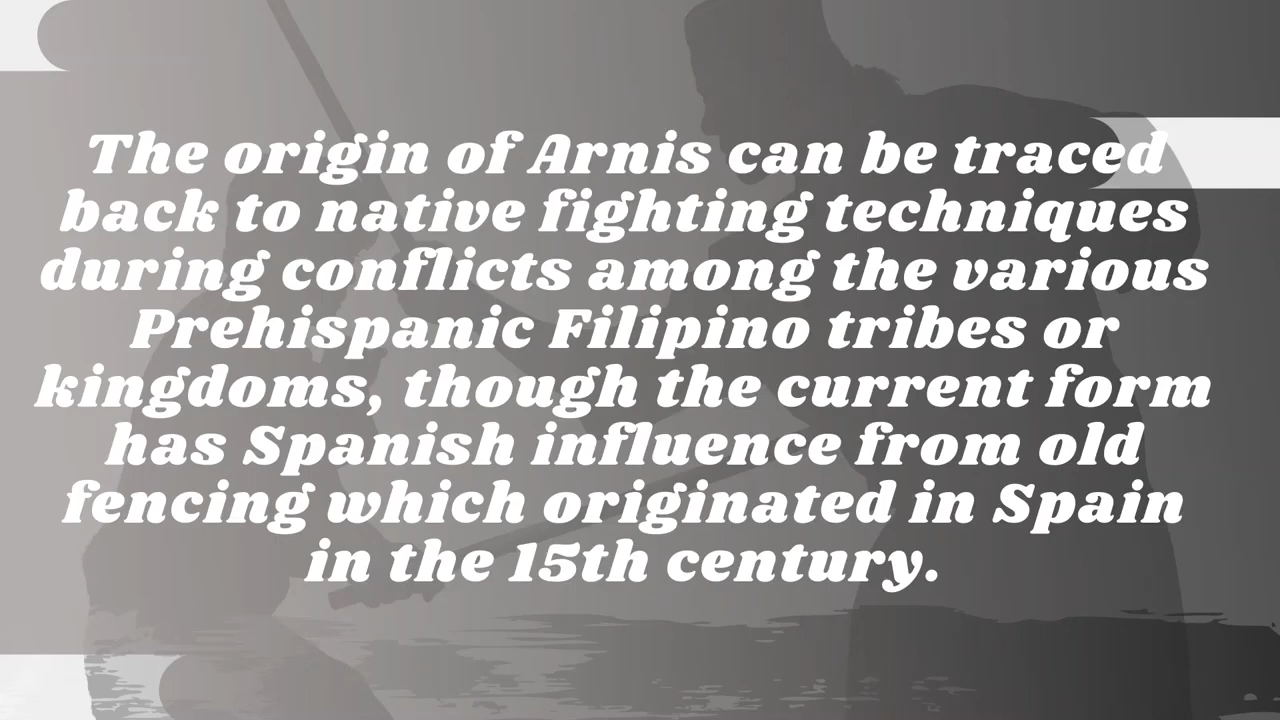 The origin of Arnis can be traced
back to native fighting techniques
during conflicts among the various
Prehispanic Filipino tribes or
kingdoms, though the current form
has Spanish influence from old
fencing which originated in Spain
in the 15th century.